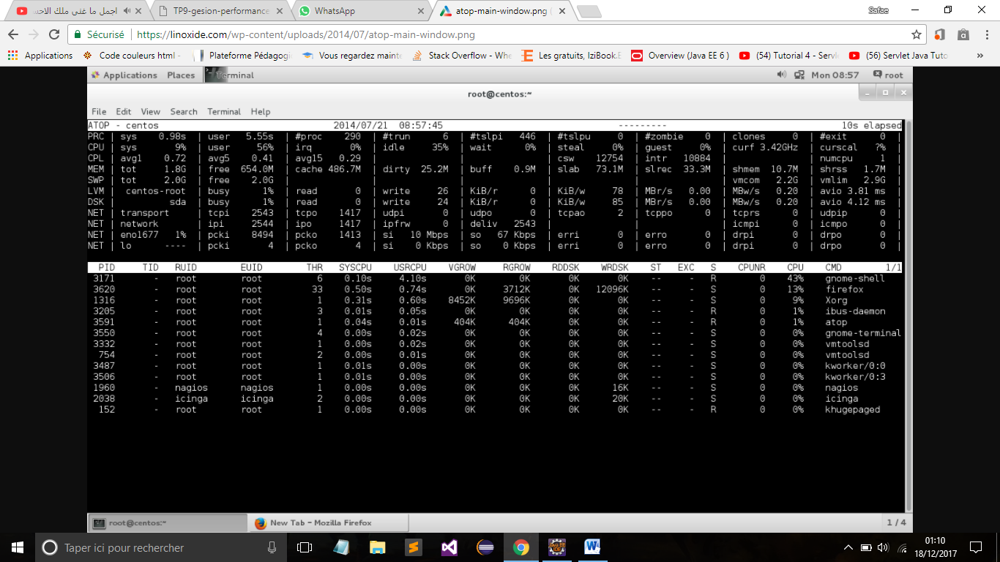 اجمل ما غنى ملك الاحس
TP9-gesion-performance
WhatsApp
atop-main-window.png (
Safae
Sécurisé https://linoxide.com/wp-content/uploads/2014/07/atop-main-window.png
Applications Code couleurs html - Plateforme Pédagogi Vous regardez mainte Stack Overflow - Whe Les gratuits, IziBook.E Overview (Java EE 6 ) (54) Tutorial 4 - Servl (56) Servlet Java Tuto »
Applications Places Terminal Mon 08:57 root
root@centos:~
File Edit View Search Terminal Help
ATOP - centos 2014/07/21 08:57:45 --------- 10s elapsed
PRC | sys 0.98s | user 5.55s | #proc 290 | #trun 6 | #tslpi 446 | #tslpu 0 | #zombie 0 | clones 0 | #exit 0 |
CPU | sys 9% | user 56% | irq 0% | idle 35% | wait 0% | steal 0% | guest 0% | curf 3.42GHz | curscal ?% |
CPL | avg1 0.72 | avg5 0.41 | avg15 0.29 | | | csw 12754 | intr 10884 | | numcpu 1 |
MEM | tot 1.8G | free 654.0M | cache 486.7M | dirty 25.2M | buff 0.9M | slab 73.1M | slrec 33.3M | shmem 10.7M | shrss 1.7M |
SWP | tot 2.0G | free 2.0G | | | | | | vmcom 2.2G | vmlim 2.9G |
LVM | centos-root | busy 1% | read 0 | write 26 | KiB/r 0 | KiB/w 78 | MBr/s 0.00 | MBw/s 0.20 | avio 3.81 ms |
DSK | sda | busy 1% | read 0 | write 24 | KiB/r 0 | KiB/w 85 | MBr/s 0.00 | MBw/s 0.20 | avio 4.12 ms |
NET | transport | tcpi 2543 | tcpo 1417 | udpi 0 | udpo 0 | tcpao 2 | tcppo 0 | tcprs 0 | udpip 0 |
NET | network | ipi 2544 | ipo 1417 | ipfrw 0 | deliv 2543 | | | icmpi 0 | icmpo 0 |
NET | eno1677 1% | pcki 8494 | pcko 1413 | si 10 Mbps | so 67 Kbps | erri 0 | erro 0 | drpi 0 | drpo 0 |
NET | lo ---- | pcki 4 | pcko 4 | si 0 Kbps | so 0 Kbps | erri 0 | erro 0 | drpi 0 | drpo 0 |
PID TID RUID EUID THR SYSCPU USRCPU VGROW RGROW RDDSK WRDSK ST EXC S CPUNR CPU CMD 1/1
3171 - root root 6 0.10s 4.10s 0K 0K 0K 0K -- - R 0 43% gnome-shell
3620 - root root 33 0.50s 0.74s 0K 3712K 0K 12096K -- - S 0 13% firefox
1316 - root root 1 0.31s 0.60s 8452K 9696K 0K 0K -- - S 0 9% Xorg
3205 - root root 3 0.01s 0.05s 0K 0K 0K 0K -- - R 0 1% ibus-daemon
3591 - root root 1 0.04s 0.01s 404K 404K 0K 0K -- - R 0 1% atop
3550 - root root 4 0.00s 0.02s 0K 0K 0K 0K -- - S 0 0% gnome-terminal
3332 - root root 1 0.00s 0.02s 0K 0K 0K 0K -- - S 0 0% vmtoolsd
754 - root root 2 0.00s 0.01s 0K 0K 0K 0K -- - S 0 0% vmtoolsd
3487 - root root 1 0.01s 0.00s 0K 0K 0K 0K -- - S 0 0% kworker/0:0
3506 - root root 1 0.01s 0.00s 0K 0K 0K 0K -- - S 0 0% kworker/0:3
1960 - nagios nagios 1 0.00s 0.00s 0K 0K 0K 16K -- - S 0 0% nagios
2038 - icinga icinga 2 0.00s 0.00s 0K 0K 0K 20K -- - S 0 0% icinga
152 - root root 1 0.00s 0.00s 0K 0K 0K 0K -- - R 0 0% khugepaged
root@centos:~ New Tab - Mozilla Firefox 1 / 4
Taper ici pour rechercher
01:10
18/12/2017